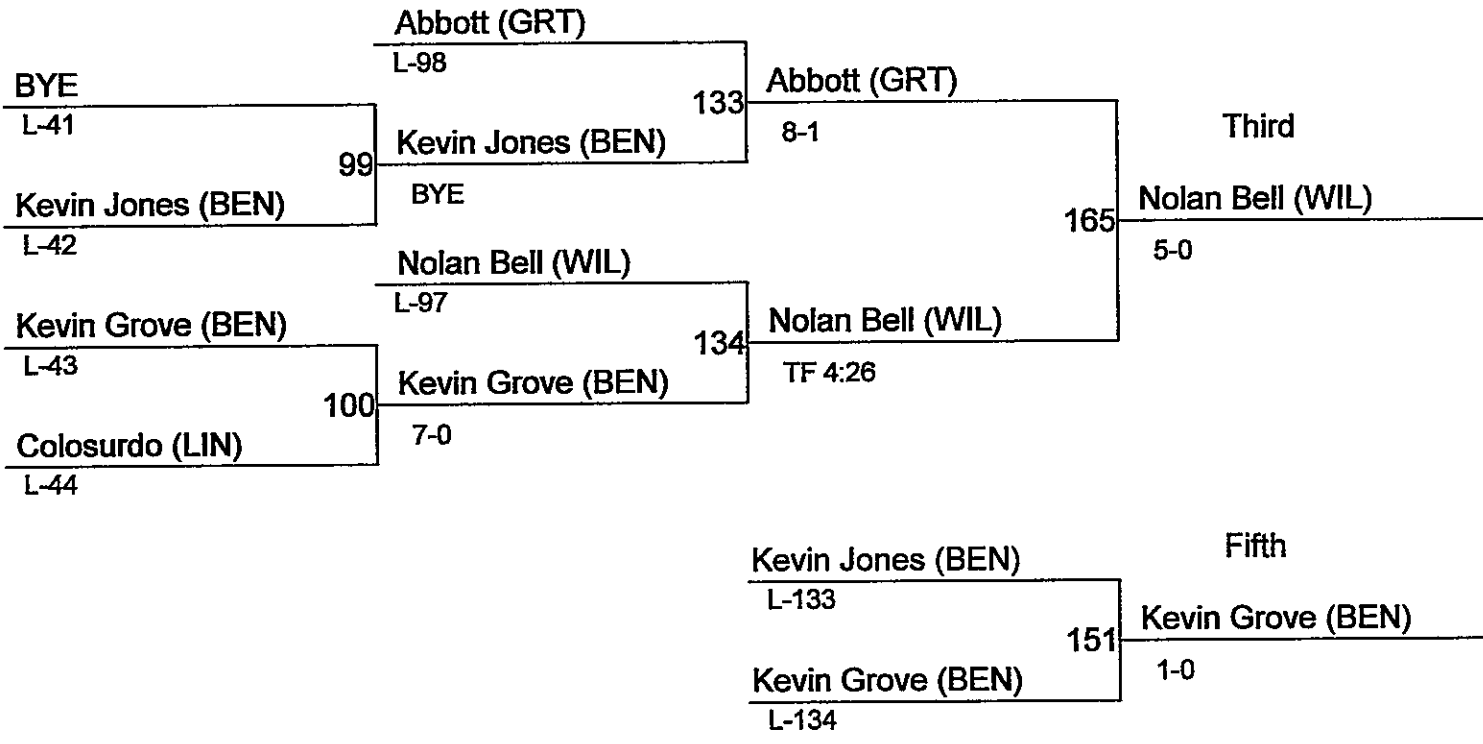 Abbott (GRT)
L-98
BYE
L-41
133
Abbott (GRT)
8-1
Third
99
Kevin Jones (BEN)
BYE
Kevin Jones (BEN)
L-42
165
Nolan Bell (WIL)
5-0
Nolan Bell (WIL)
L-97
Kevin Grove (BEN)
L-43
134
Nolan Bell (WIL)
TF 4:26
100
Kevin Grove (BEN)
7-0
Colosurdo (LIN)
L-44
Kevin Jones (BEN)
L-133
Fifth
151
Kevin Grove (BEN)
1-0
Kevin Grove (BEN)
L-134